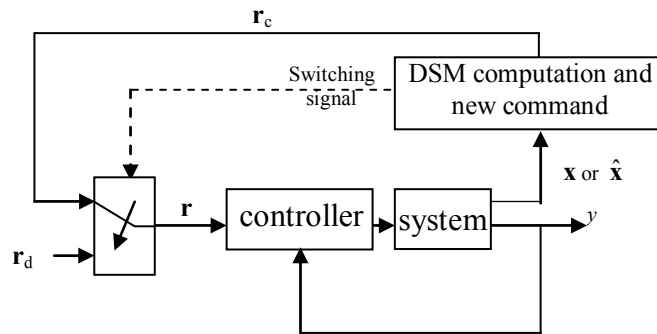 r_c
DSM computation and
new command
Switching
signal
x or x̂
r
controller
system
y
r_d